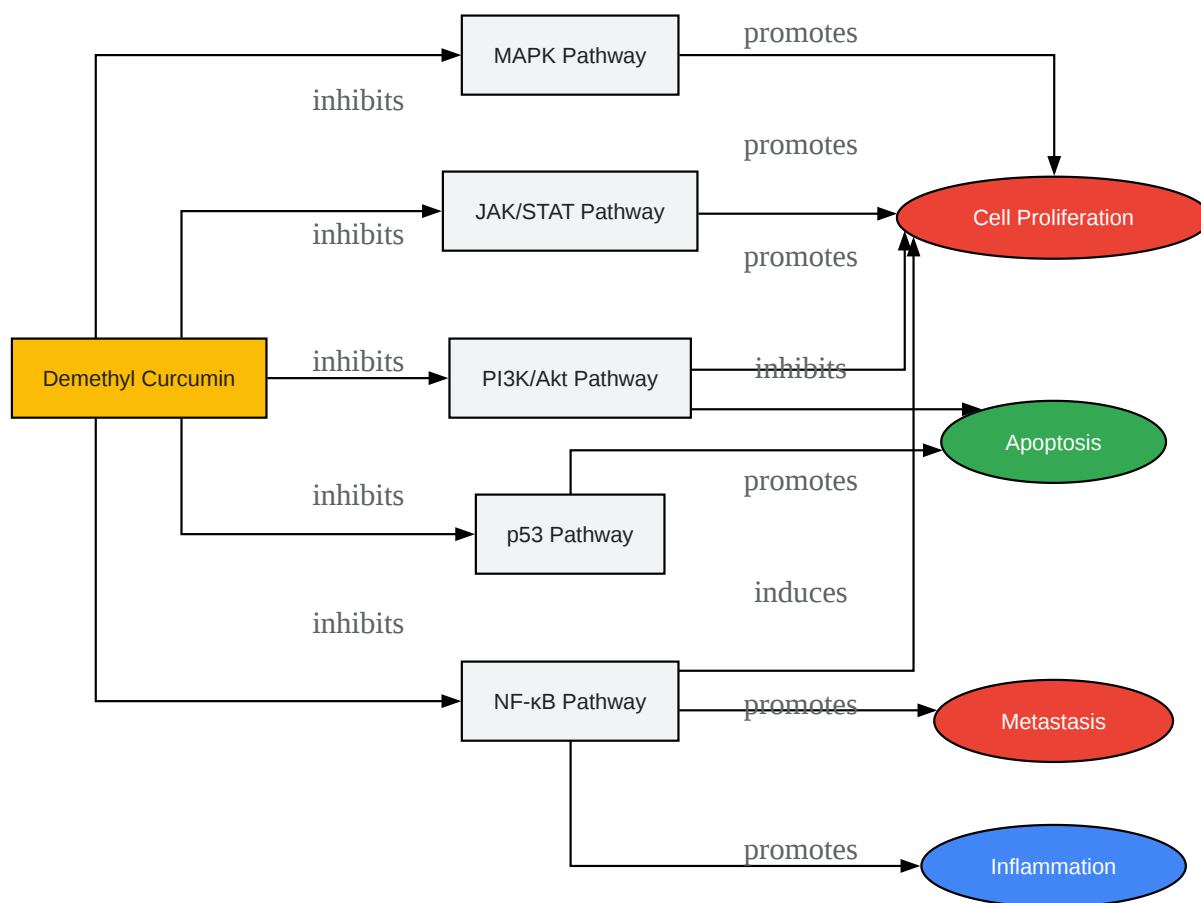 MAPK Pathway
promotes
inhibits
promotes
JAK/STAT Pathway
Cell Proliferation
inhibits
promotes
Demethyl Curcumin
inhibits
PI3K/Akt Pathway
inhibits
Apoptosis
inhibits
promotes
p53 Pathway
induces
inhibits
NF-κB Pathway
promotes
Metastasis
promotes
Inflammation